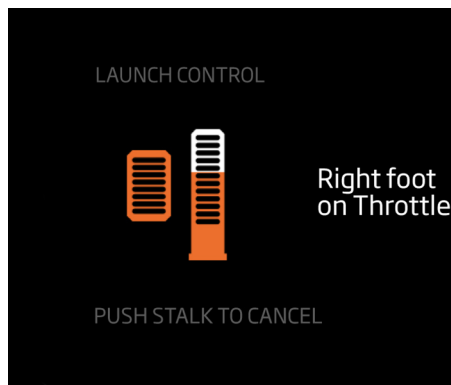 LAUNCH CONTROL
Right foot
on Throttle
PUSH STALK TO CANCEL